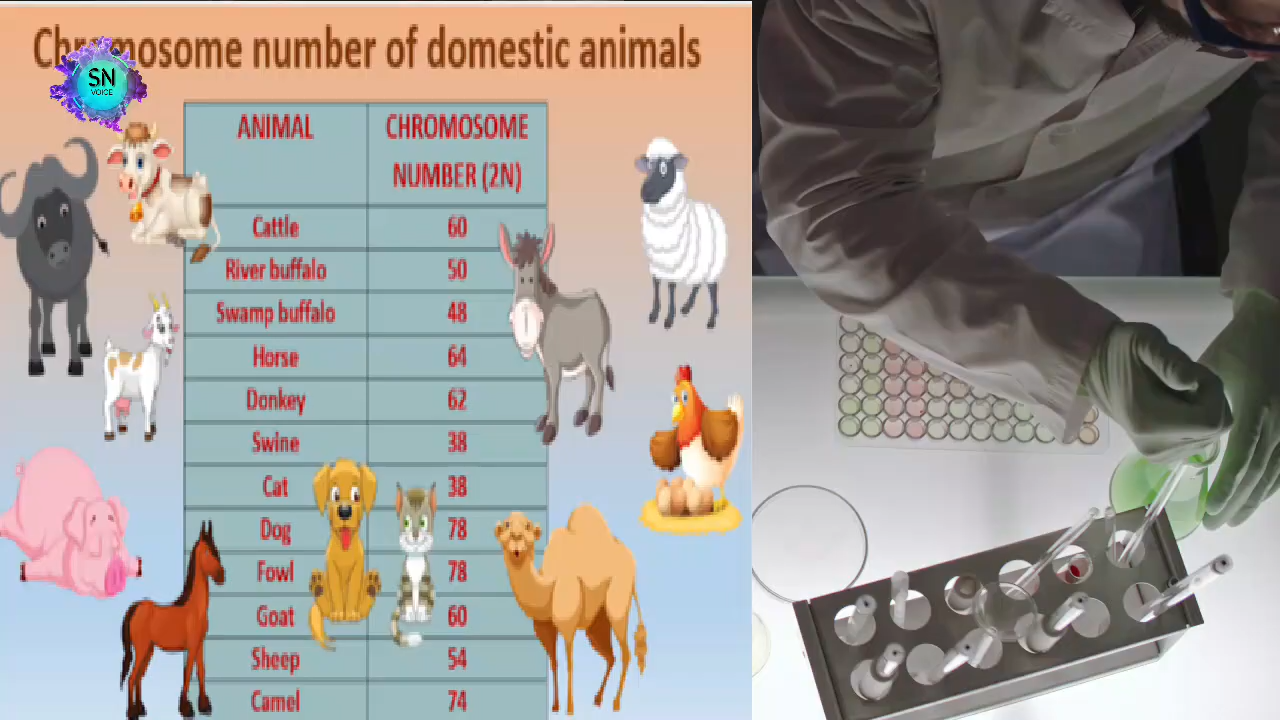 Chromosome number of domestic animals
SN
VOICE
ANIMAL CHROMOSOME
NUMBER (2N)
Cattle 60
River buffalo 50
Swamp buffalo 48
Horse 64
Donkey 62
Swine 38
Cat 38
Dog 78
Fowl 78
Goat 60
Sheep 54
Camel 74